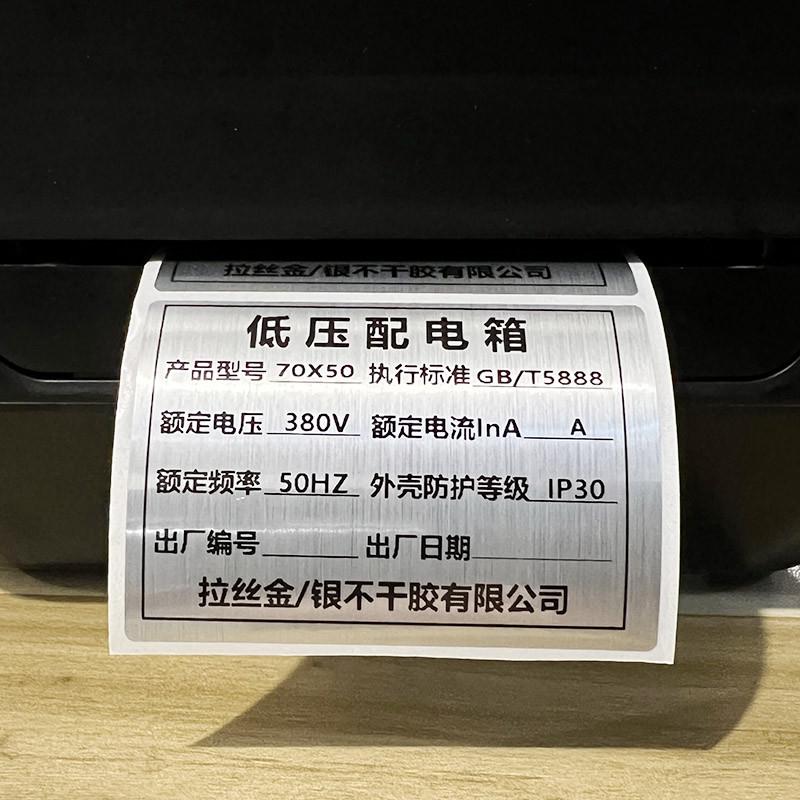 拉丝金/银不干胶有限公司
低压配电箱
产品型号 70X50 执行标准 GB/T5888
额定电压 380V 额定电流InA A
额定频率 50HZ 外壳防护等级 IP30
出厂编号 出厂日期
拉丝金/银不干胶有限公司